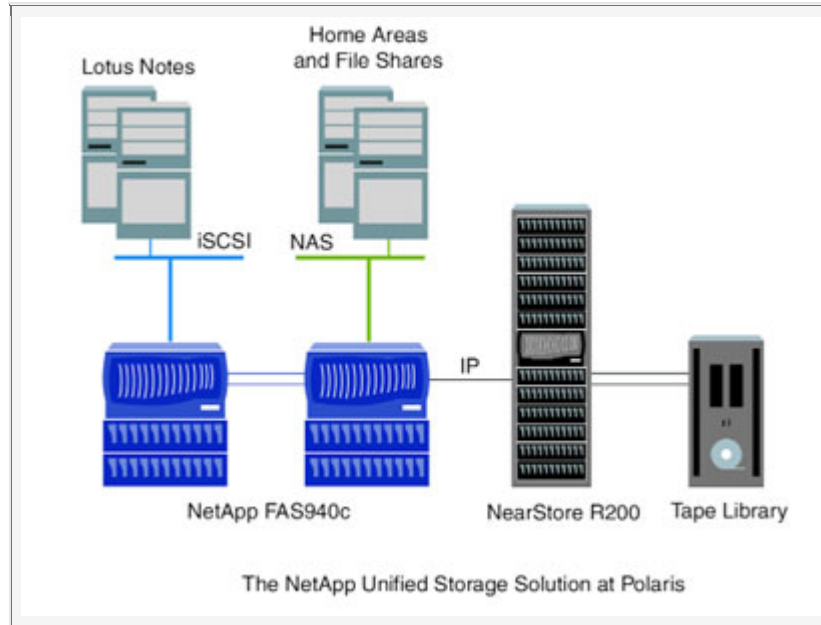 Home Areas
and File Shares
Lotus Notes
iSCSI
NAS
IP
NetApp FAS940c
NearStore R200
Tape Library
The NetApp Unified Storage Solution at Polaris